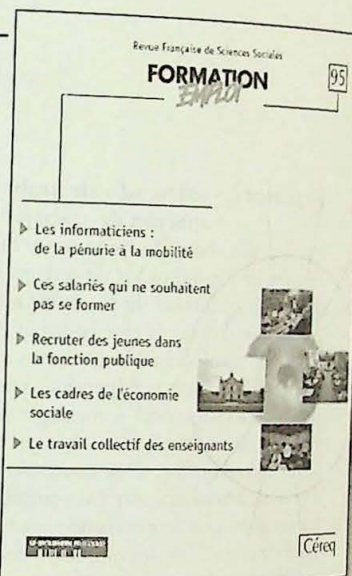 Revue Française de Sciences Sociales
FORMATION
EMPLOI
95
Les informaticiens :
de la pénurie à la mobilité
Ces salariés qui ne souhaitent
pas se former
Recruter des jeunes dans
la fonction publique
Les cadres de l'économie
sociale
Le travail collectif des enseignants
Céreq